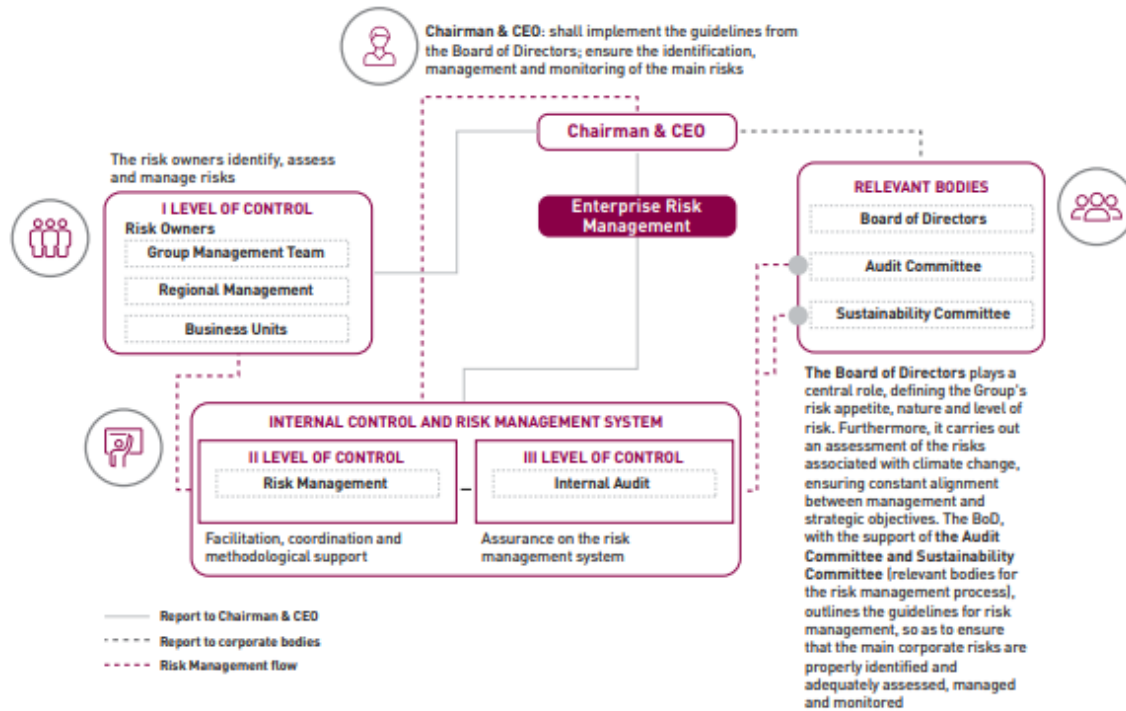 Chairman & CEO: shall implement the guidelines from
the Board of Directors; ensure the identification,
management and monitoring of the main risks
Chairman & CEO
The risk owners identify, assess
and manage risks
I LEVEL OF CONTROL
Risk Owners
Group Management Team
Regional Management
Business Units
Enterprise Risk
Management
RELEVANT BODIES
Board of Directors
Audit Committee
Sustainability Committee
The Board of Directors plays a
central role, defining the Group's
risk appetite, nature and level of
risk. Furthermore, it carries out
an assessment of the risks
associated with climate change,
ensuring constant alignment
between management and
strategic objectives. The BoD,
with the support of the Audit
Committee and Sustainability
Committee (relevant bodies for
the risk management process),
outlines the guidelines for risk
management, so as to ensure
that the main corporate risks are
properly identified and
adequately assessed, managed
and monitored
INTERNAL CONTROL AND RISK MANAGEMENT SYSTEM
II LEVEL OF CONTROL
Risk Management
Facilitation, coordination and
methodological support
III LEVEL OF CONTROL
Internal Audit
Assurance on the risk
management system
Report to Chairman & CEO
Report to corporate bodies
Risk Management flow